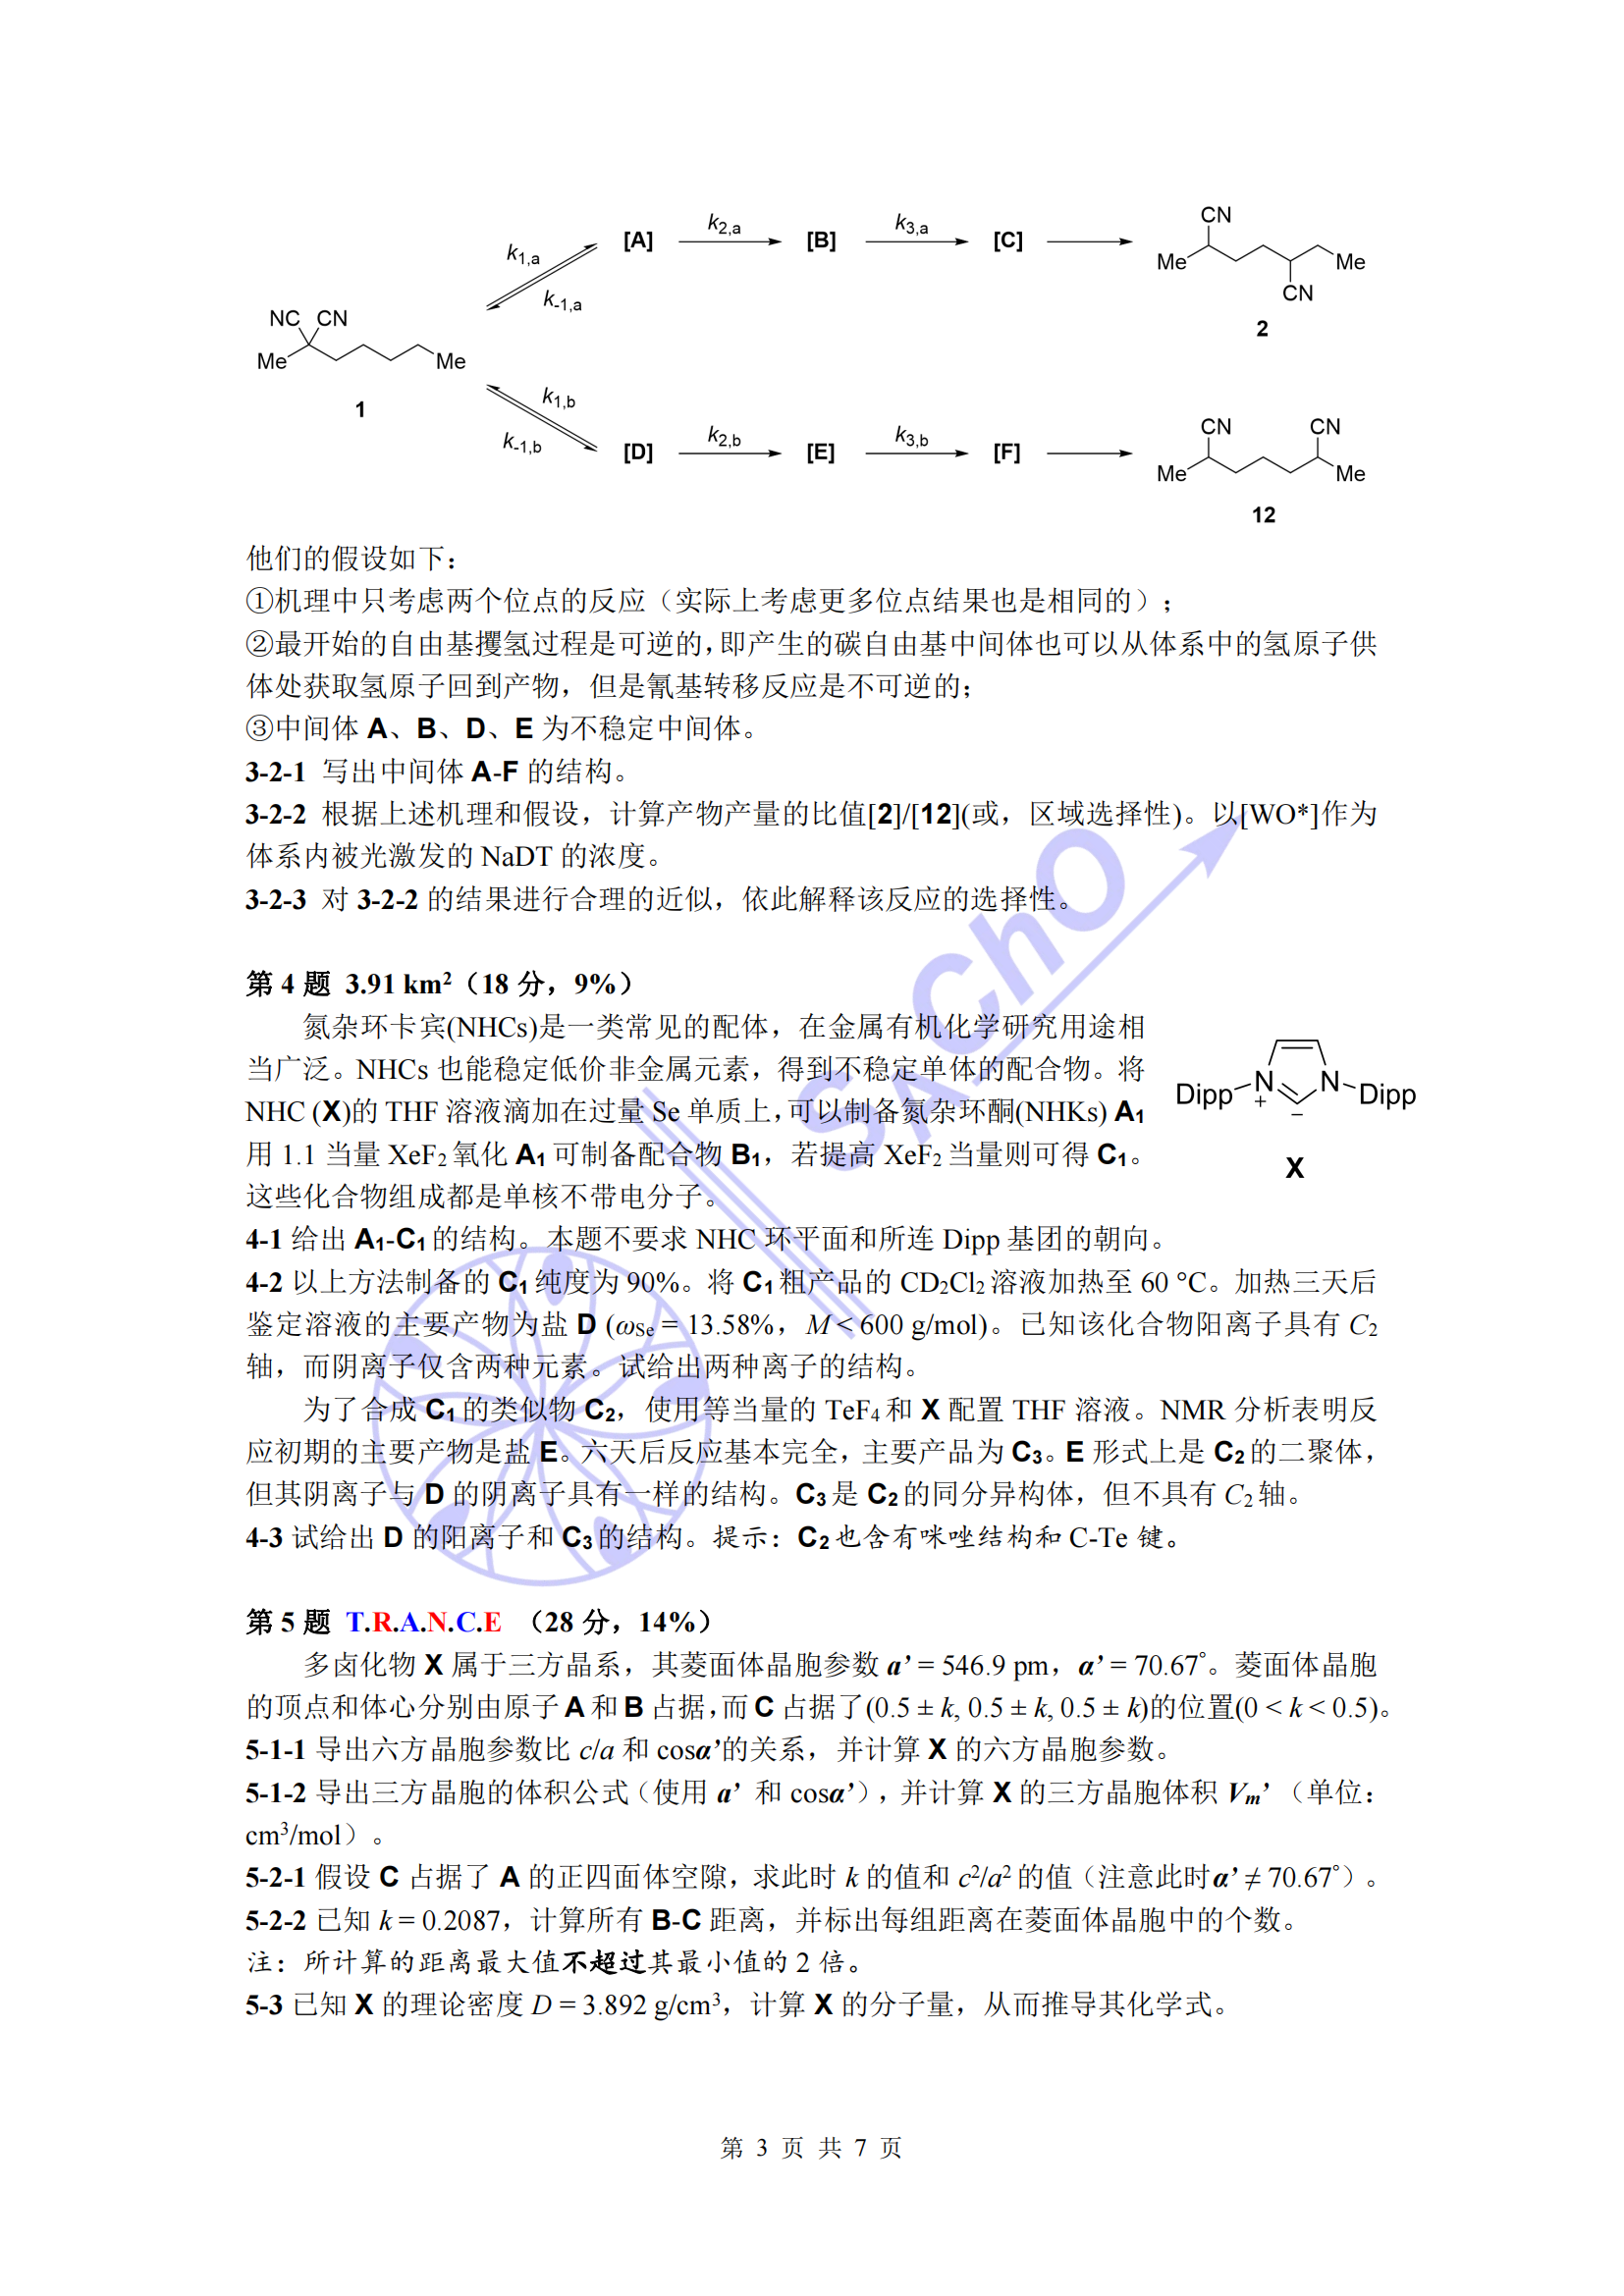 k1,a
k-1,a
[A]
k2,a
[B]
k3,a
[C]
CN
Me
Me
CN
2
NC CN
Me
Me
1
k1,b
k-1,b
[D]
k2,b
[E]
k3,b
[F]
CN
CN
Me
Me
12
他们的假设如下：
①机理中只考虑两个位点的反应（实际上考虑更多位点结果也是相同的）；
②最开始的自由基攫氢过程是可逆的，即产生的碳自由基中间体也可以从体系中的氢原子供
体处获取氢原子回到产物，但是氰基转移反应是不可逆的；
③中间体 A、B、D、E 为不稳定中间体。
3-2-1 写出中间体 A-F 的结构。
3-2-2 根据上述机理和假设，计算产物产量的比值[2]/[12](或，区域选择性)。以[WO*]作为
体系内被光激发的 NaDT 的浓度。
3-2-3 对 3-2-2 的结果进行合理的近似，依此解释该反应的选择性。
第 4 题 3.91 km²（18 分，9%）
氮杂环卡宾(NHCs)是一类常见的配体，在金属有机化学研究用途相
当广泛。NHCs 也能稳定低价非金属元素，得到不稳定单体的配合物。将
NHC (X)的 THF 溶液滴加在过量 Se 单质上，可以制备氮杂环酮(NHKs) A₁
用 1.1 当量 XeF₂ 氧化 A₁ 可制备配合物 B₁，若提高 XeF₂ 当量则可得 C₁。
这些化合物组成都是单核不带电分子。
Dipp N + − N Dipp
X
4-1 给出 A₁-C₁ 的结构。本题不要求 NHC 环平面和所连 Dipp 基团的朝向。
4-2 以上方法制备的 C₁ 纯度为 90%。将 C₁ 粗产品的 CD₂Cl₂ 溶液加热至 60 °C。加热三天后
鉴定溶液的主要产物为盐 D (ωSe = 13.58%，M < 600 g/mol)。已知该化合物阳离子具有 C₂
轴，而阴离子仅含两种元素。试给出两种离子的结构。
为了合成 C₁ 的类似物 C₂，使用等当量的 TeF₄ 和 X 配置 THF 溶液。NMR 分析表明反
应初期的主要产物是盐 E。六天后反应基本完全，主要产品为 C₃。E 形式上是 C₂ 的二聚体，
但其阴离子与 D 的阴离子具有一样的结构。C₃ 是 C₂ 的同分异构体，但不具有 C₂ 轴。
4-3 试给出 D 的阳离子和 C₃ 的结构。提示：C₂ 也含有咪唑结构和 C-Te 键。
第 5 题 T.R.A.N.C.E （28 分，14%）
多卤化物 X 属于三方晶系，其菱面体晶胞参数 a’ = 546.9 pm，α’ = 70.67°。菱面体晶胞
的顶点和体心分别由原子 A 和 B 占据，而 C 占据了(0.5 ± k, 0.5 ± k, 0.5 ± k)的位置(0 < k < 0.5)。
5-1-1 导出六方晶胞参数比 c/a 和 cosα’的关系，并计算 X 的六方晶胞参数。
5-1-2 导出三方晶胞的体积公式（使用 a’ 和 cosα’），并计算 X 的三方晶胞体积 Vm’（单位：
cm³/mol）。
5-2-1 假设 C 占据了 A 的正四面体空隙，求此时 k 的值和 c²/a² 的值（注意此时α’ ≠ 70.67°）。
5-2-2 已知 k = 0.2087，计算所有 B-C 距离，并标出每组距离在菱面体晶胞中的个数。
注：所计算的距离最大值不超过其最小值的 2 倍。
5-3 已知 X 的理论密度 D = 3.892 g/cm³，计算 X 的分子量，从而推导其化学式。
SAChO
第 3 页 共 7 页